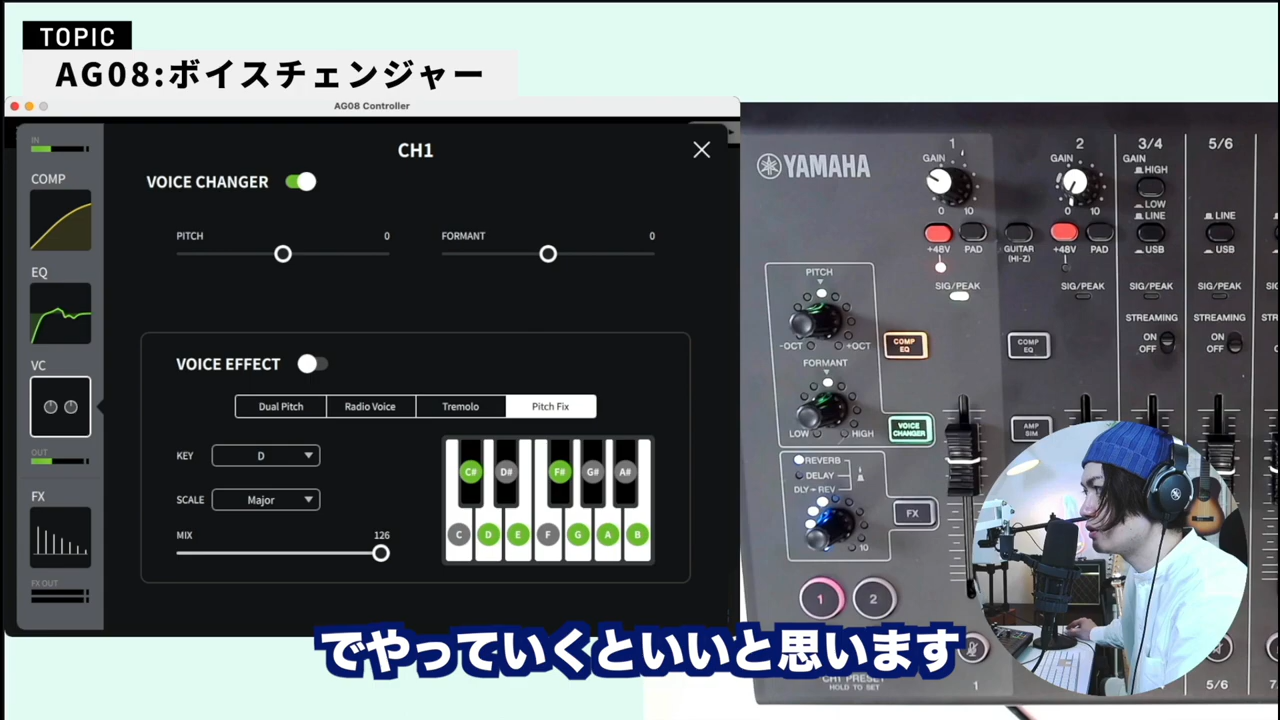 TOPIC
AG08:ボイスチェンジャー
AG08 Controller
IN
COMP
EQ
VC
OUT
FX
FX OUT
CH1
VOICE CHANGER
PITCH 0
FORMANT 0
VOICE EFFECT
Dual Pitch Radio Voice Tremolo Pitch Fix
KEY D
SCALE Major
MIX 126
C# D# F# G# A#
C D E F G A B
YAMAHA
1 2 3/4 5/6
GAIN GAIN GAIN
HIGH
LOW
0 10 0 10
LINE LINE
+48V PAD GUITAR (HI-Z) +48V PAD USB USB
SIG/PEAK SIG/PEAK SIG/PEAK SIG/PEAK
PITCH
-OCT +OCT
COMP EQ
COMP EQ
STREAMING STREAMING
ON ON
OFF OFF
FORMANT
LOW HIGH
VOICE CHANGER
AMP SIM
REVERB
DELAY
DLY REV
10
FX
1 2
CH1 PRESET
HOLD TO SET
1
5/6
でやっていくといいと思います